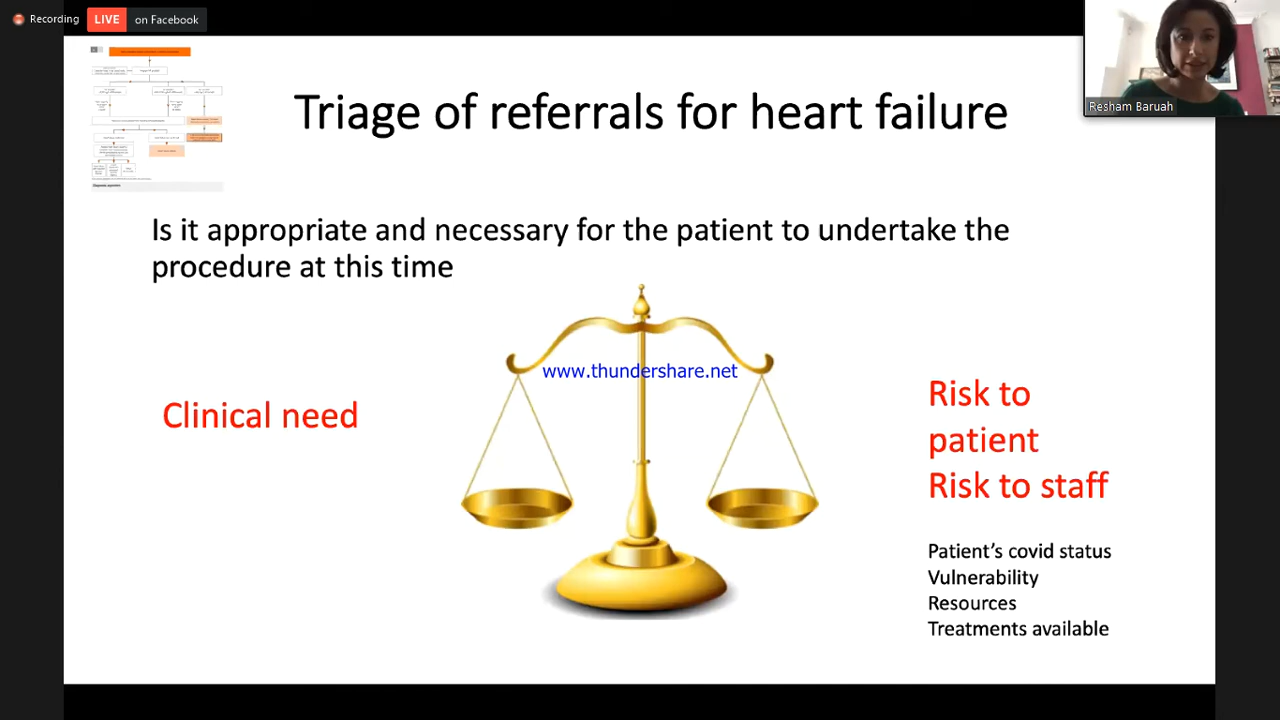 Recording
LIVE on Facebook
Resham Baruah
Triage of referrals for heart failure
Is it appropriate and necessary for the patient to undertake the
procedure at this time
www.thundershare.net
Clinical need
Risk to
patient
Risk to staff
Patient's covid status
Vulnerability
Resources
Treatments available